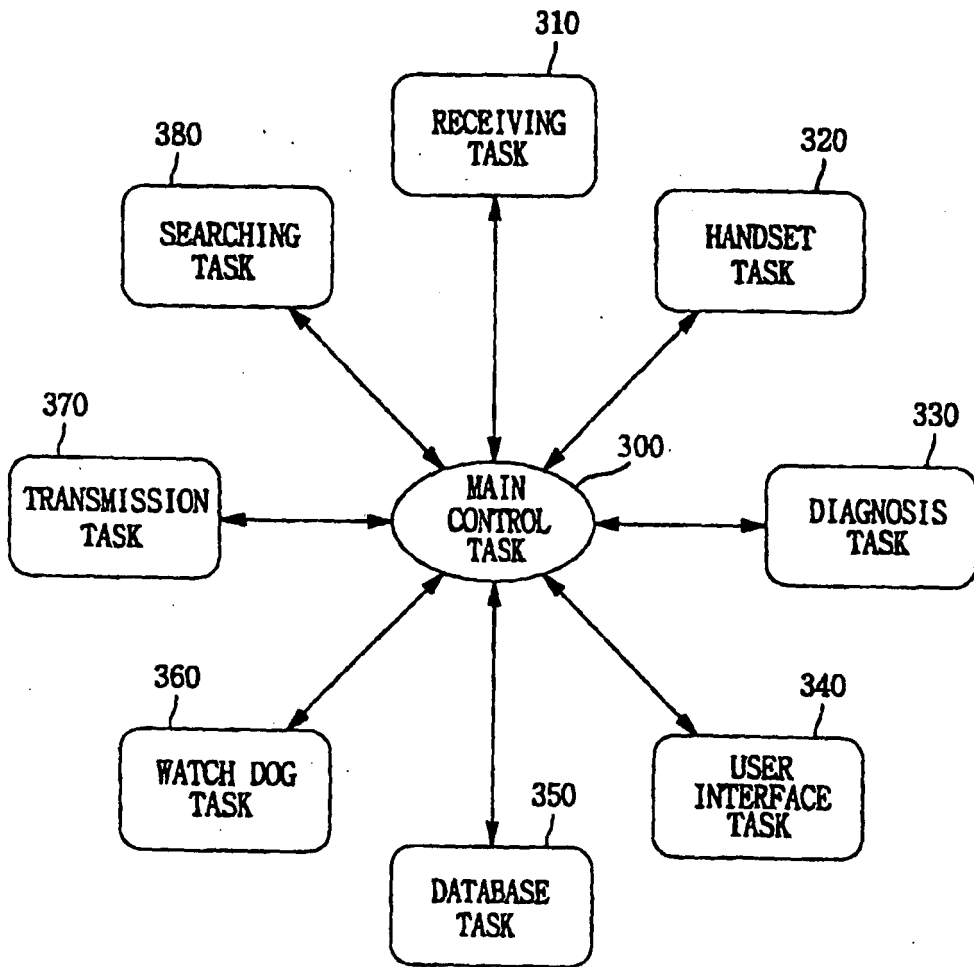 310
RECEIVING
TASK
380
SEARCHING
TASK
320
HANDSET
TASK
370
TRANSMISSION
TASK
300
MAIN
CONTROL
TASK
330
DIAGNOSIS
TASK
360
WATCH DOG
TASK
350
DATABASE
TASK
340
USER
INTERFACE
TASK